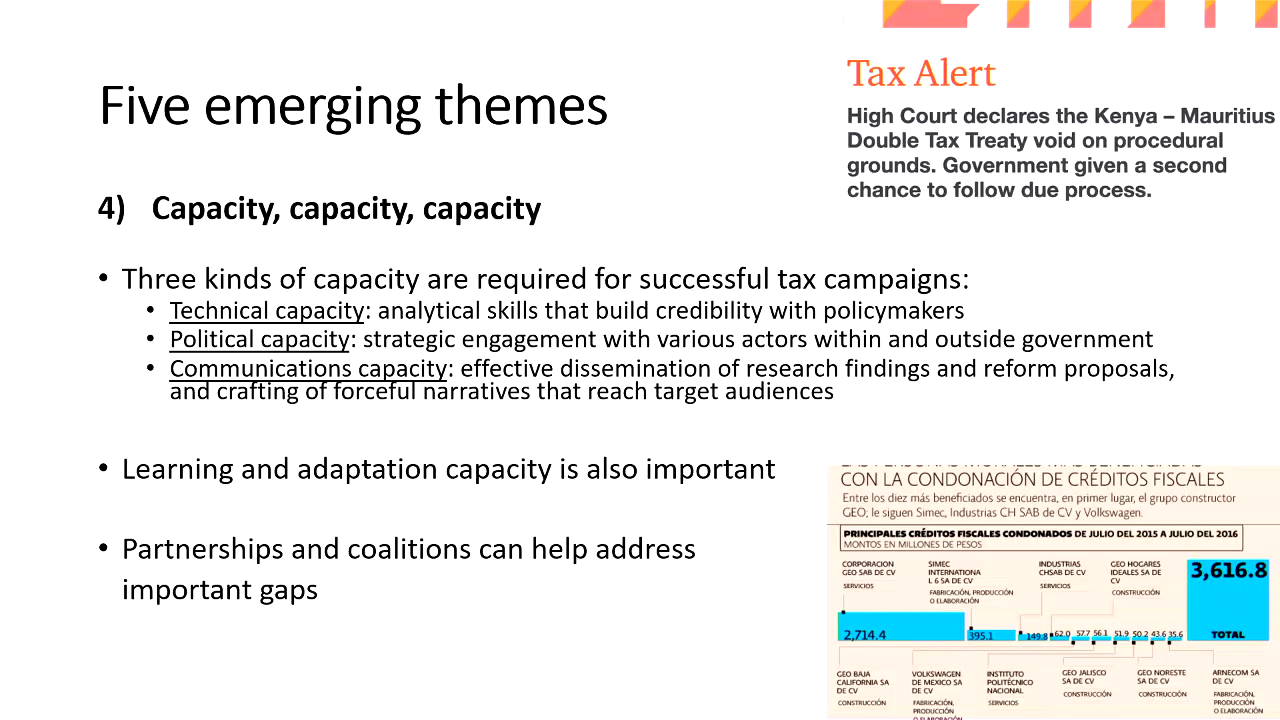 Tax Alert
High Court declares the Kenya – Mauritius
Double Tax Treaty void on procedural
grounds. Government given a second
chance to follow due process.
Five emerging themes
4) Capacity, capacity, capacity
• Three kinds of capacity are required for successful tax campaigns:
• Technical capacity: analytical skills that build credibility with policymakers
• Political capacity: strategic engagement with various actors within and outside government
• Communications capacity: effective dissemination of research findings and reform proposals,
and crafting of forceful narratives that reach target audiences
• Learning and adaptation capacity is also important
• Partnerships and coalitions can help address
important gaps
CON LA CONDONACIÓN DE CRÉDITOS FISCALES
Entre los diez más beneficiados se encuentra, en primer lugar, el grupo constructor
GEO; le siguen Simec, Industrias CH SAB de CV y Volkswagen.
PRINCIPALES CRÉDITOS FISCALES CONDONADOS DE JULIO DEL 2015 A JULIO DEL 2016
MONTOS EN MILLONES DE PESOS
CORPORACION
GEO SAB DE CV
SERVICIOS
SIMEC
INTERNATIONA
L 6 SA DE CV
FABRICACIÓN, PRODUCCIÓN
O ELABORACIÓN
INDUSTRIAS
CHSAB DE CV
SERVICIOS
GEO HOGARES
IDEALES SA DE
CV
CONSTRUCCIÓN
3,616.8
TOTAL
2,714.4
395.1
149.8
62.0
57.7
56.1
51.9
50.2
43.6
35.6
GEO BAJA
CALIFORNIA SA
DE CV
CONSTRUCCIÓN
VOLKSWAGEN
DE MEXICO SA
DE CV
FABRICACIÓN,
PRODUCCIÓN
O ELABORACIÓN
INSTITUTO
POLITÉCNICO
NACIONAL
SERVICIOS
GEO JALISCO
SA DE CV
CONSTRUCCIÓN
GEO NORESTE
SA DE CV
CONSTRUCCIÓN
ARNECOM SA
DE CV
FABRICACIÓN,
PRODUCCIÓN
O ELABORACIÓN